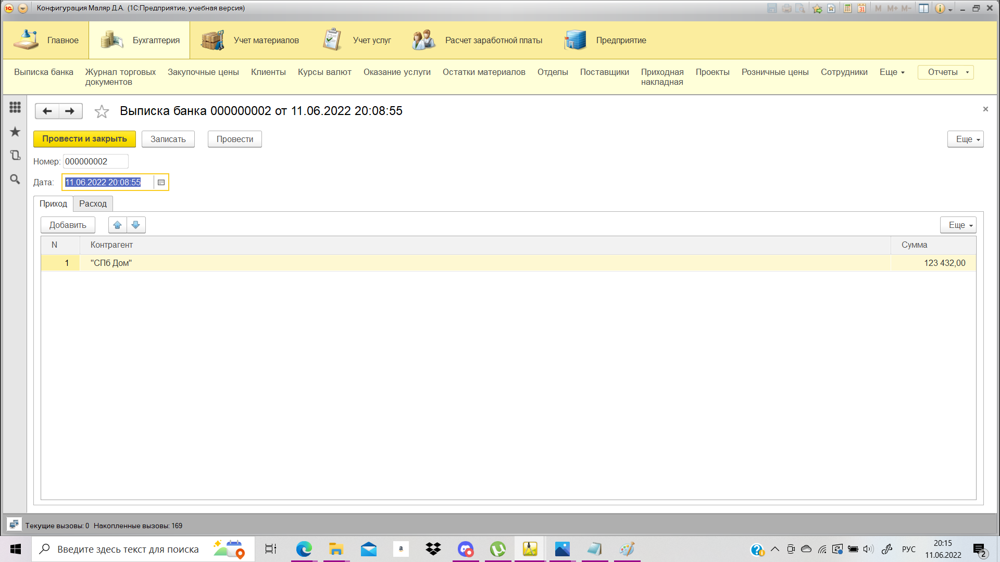 Конфигурация Маляр Д.А. (1С:Предприятие, учебная версия)
M M+ M-
Главное
Бухгалтерия
Учет материалов
Учет услуг
Расчет заработной платы
Предприятие
Выписка банка
Журнал торговых документов
Закупочные цены
Клиенты
Курсы валют
Оказание услуги
Остатки материалов
Отделы
Поставщики
Приходная накладная
Проекты
Розничные цены
Сотрудники
Еще
Отчеты
Выписка банка 000000002 от 11.06.2022 20:08:55
Провести и закрыть
Записать
Провести
Еще
Номер: 000000002
Дата: 11.06.2022 20:08:55
Приход
Расход
Добавить
Еще
N
Контрагент
Сумма
1
"СПб Дом"
123 432,00
Текущие вызовы: 0 Накопленные вызовы: 169
Введите здесь текст для поиска
a
РУС
20:15
11.06.2022
2